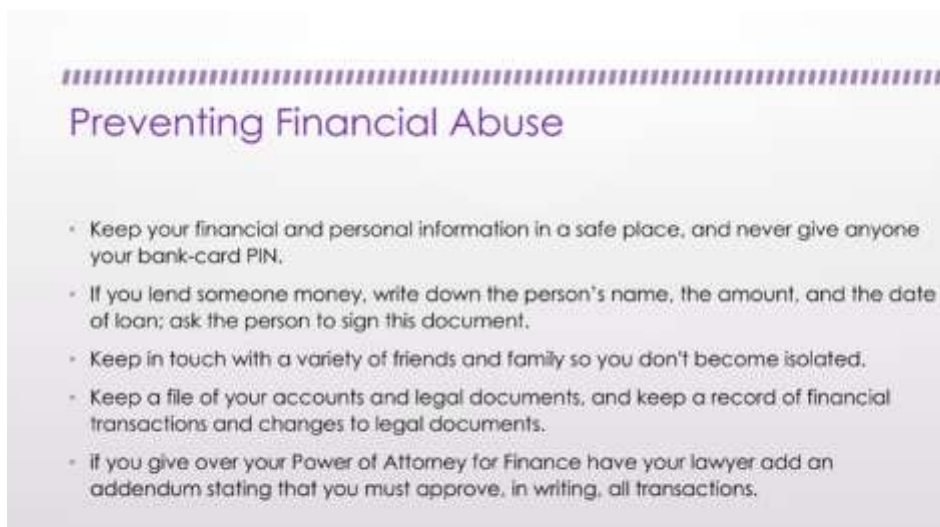 Preventing Financial Abuse
• Keep your financial and personal information in a safe place, and never give anyone
your bank-card PIN.
• If you lend someone money, write down the person's name, the amount, and the date
of loan; ask the person to sign this document.
• Keep in touch with a variety of friends and family so you don't become isolated.
• Keep a file of your accounts and legal documents, and keep a record of financial
transactions and changes to legal documents.
• if you give over your Power of Attorney for Finance have your lawyer add an
addendum stating that you must approve, in writing, all transactions.